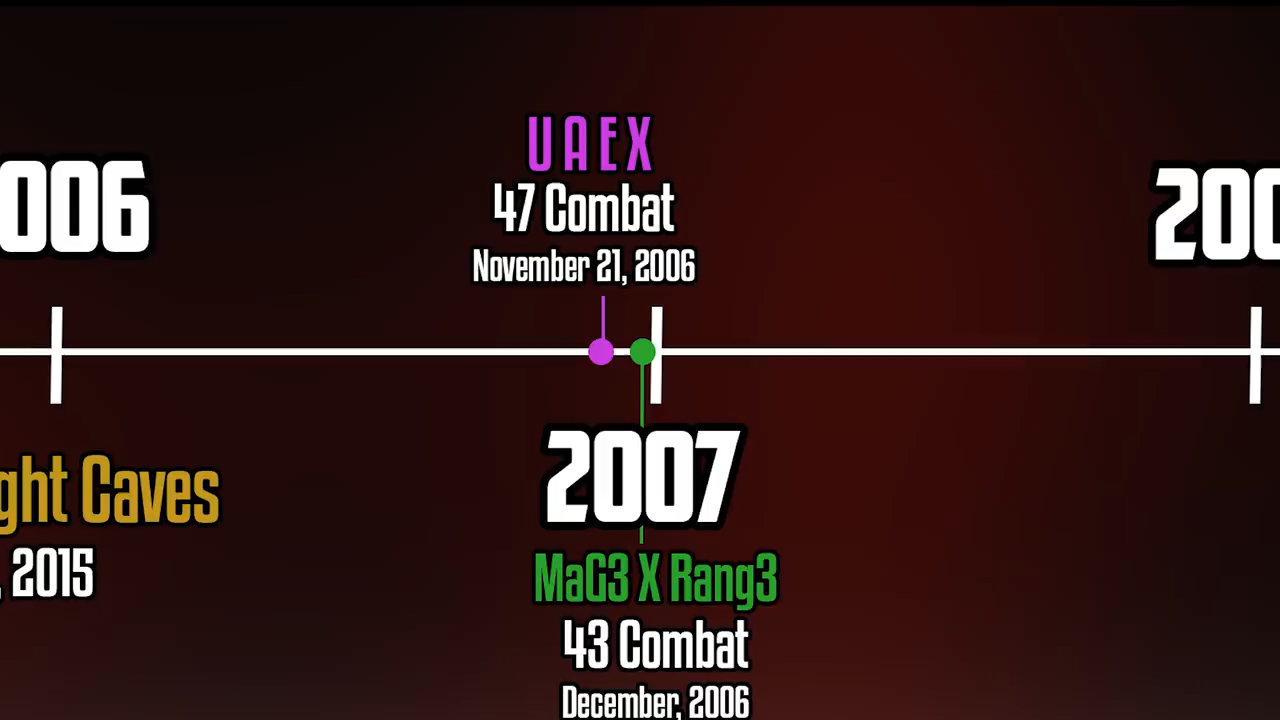 UAEX
47 Combat
November 21, 2006
006
200
2007
ght Caves
, 2015
MaG3 X Rang3
43 Combat
December, 2006